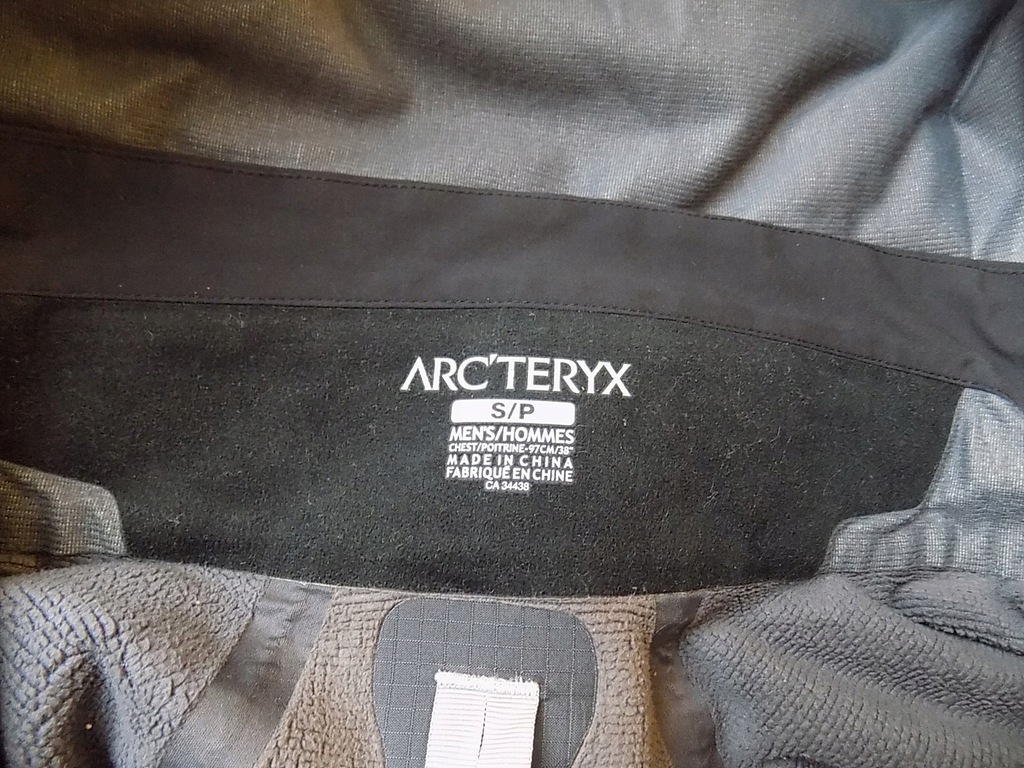 ARC'TERYX
S/P
MEN'S/HOMMES
CHEST/POITRINE-97CM/38"
MADE IN CHINA
FABRIQUÉ EN CHINE
CA 34438